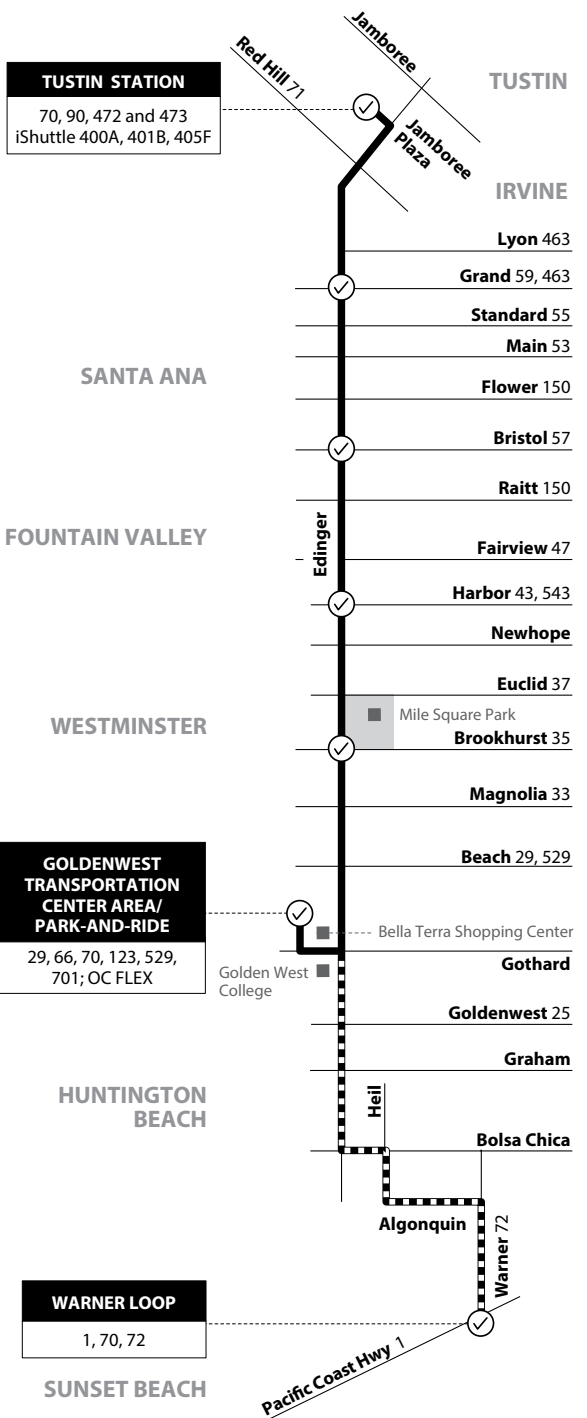 Jamboree
Red Hill 71
TUSTIN
TUSTIN STATION
70, 90, 472 and 473
iShuttle 400A, 401B, 405F
Jamboree
Plaza
IRVINE
Lyon 463
Grand 59, 463
Standard 55
Main 53
SANTA ANA
Flower 150
Bristol 57
Raitt 150
FOUNTAIN VALLEY
Edinger
Fairview 47
Harbor 43, 543
Newhope
Euclid 37
Mile Square Park
WESTMINSTER
Brookhurst 35
Magnolia 33
Beach 29, 529
GOLDENWEST
TRANSPORTATION
CENTER AREA/
PARK-AND-RIDE
29, 66, 70, 123, 529,
701; OC FLEX
Bella Terra Shopping Center
Gothard
Golden West
College
Goldenwest 25
Graham
HUNTINGTON
BEACH
Heil
Bolsa Chica
Algonquin
Warner 72
WARNER LOOP
1, 70, 72
Pacific Coast Hwy 1
SUNSET BEACH